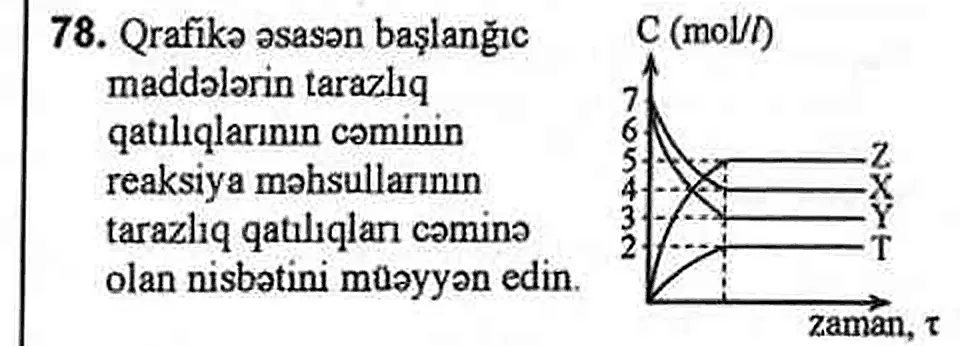 78. Qrafikə əsasən başlanğıc
maddələrin tarazlıq
qatılıqlarının cəminin
reaksiya məhsullarının
tarazlıq qatılıqları cəminə
olan nisbətini müəyyən edin.
C (mol/l)
7
6
5
4
3
2
Z
X
Y
T
zaman, τ